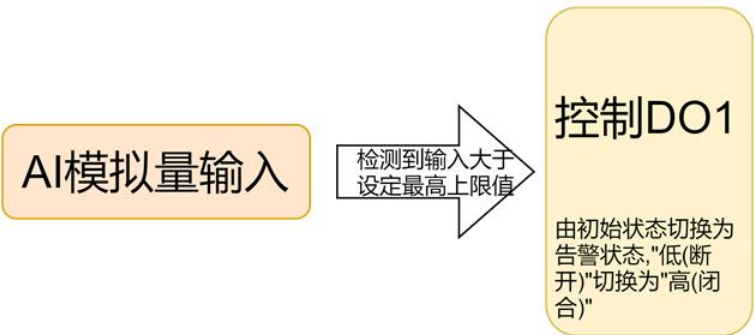 AI模拟量输入
检测到输入大于
设定最高上限值
控制DO1
由初始状态切换为
告警状态,"低(断
开)"切换为"高(闭
合)"